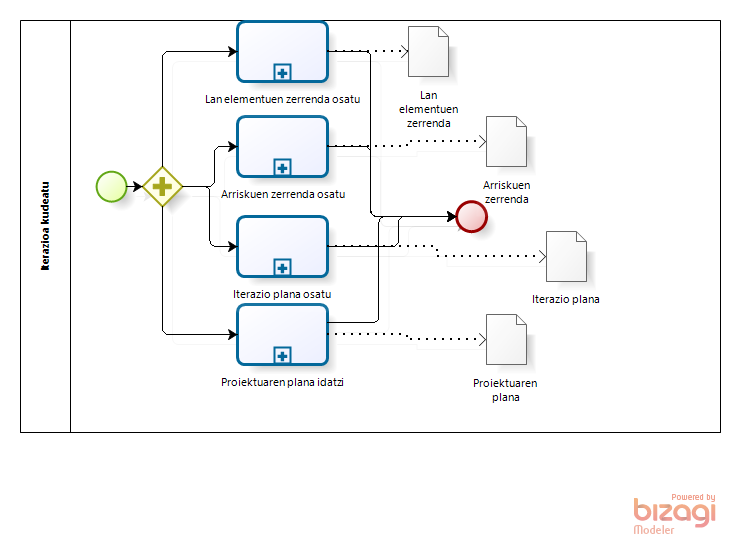 Iterazioa kudeatu
Lan elementuen zerrenda osatu
Lan
elementuen
zerrenda
Arriskuen zerrenda osatu
Arriskuen
zerrenda
Iterazio plana osatu
Iterazio plana
Proiektuaren plana idatzi
Proiektuaren
plana
Powered by
bizagi
Modeler